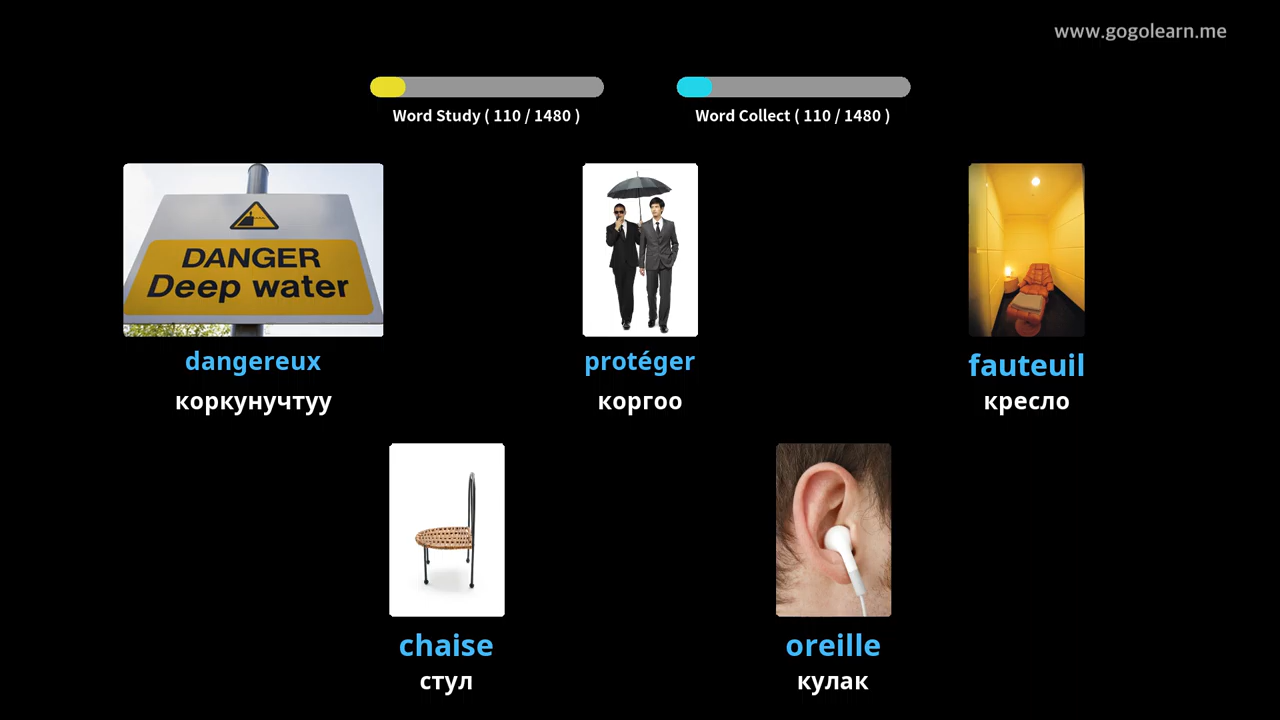 www.gogolearn.me
Word Study ( 110 / 1480 )
Word Collect ( 110 / 1480 )
DANGER
Deep water
dangereux
protéger
fauteuil
коркунучтуу
коргоо
кресло
chaise
oreille
стул
кулак